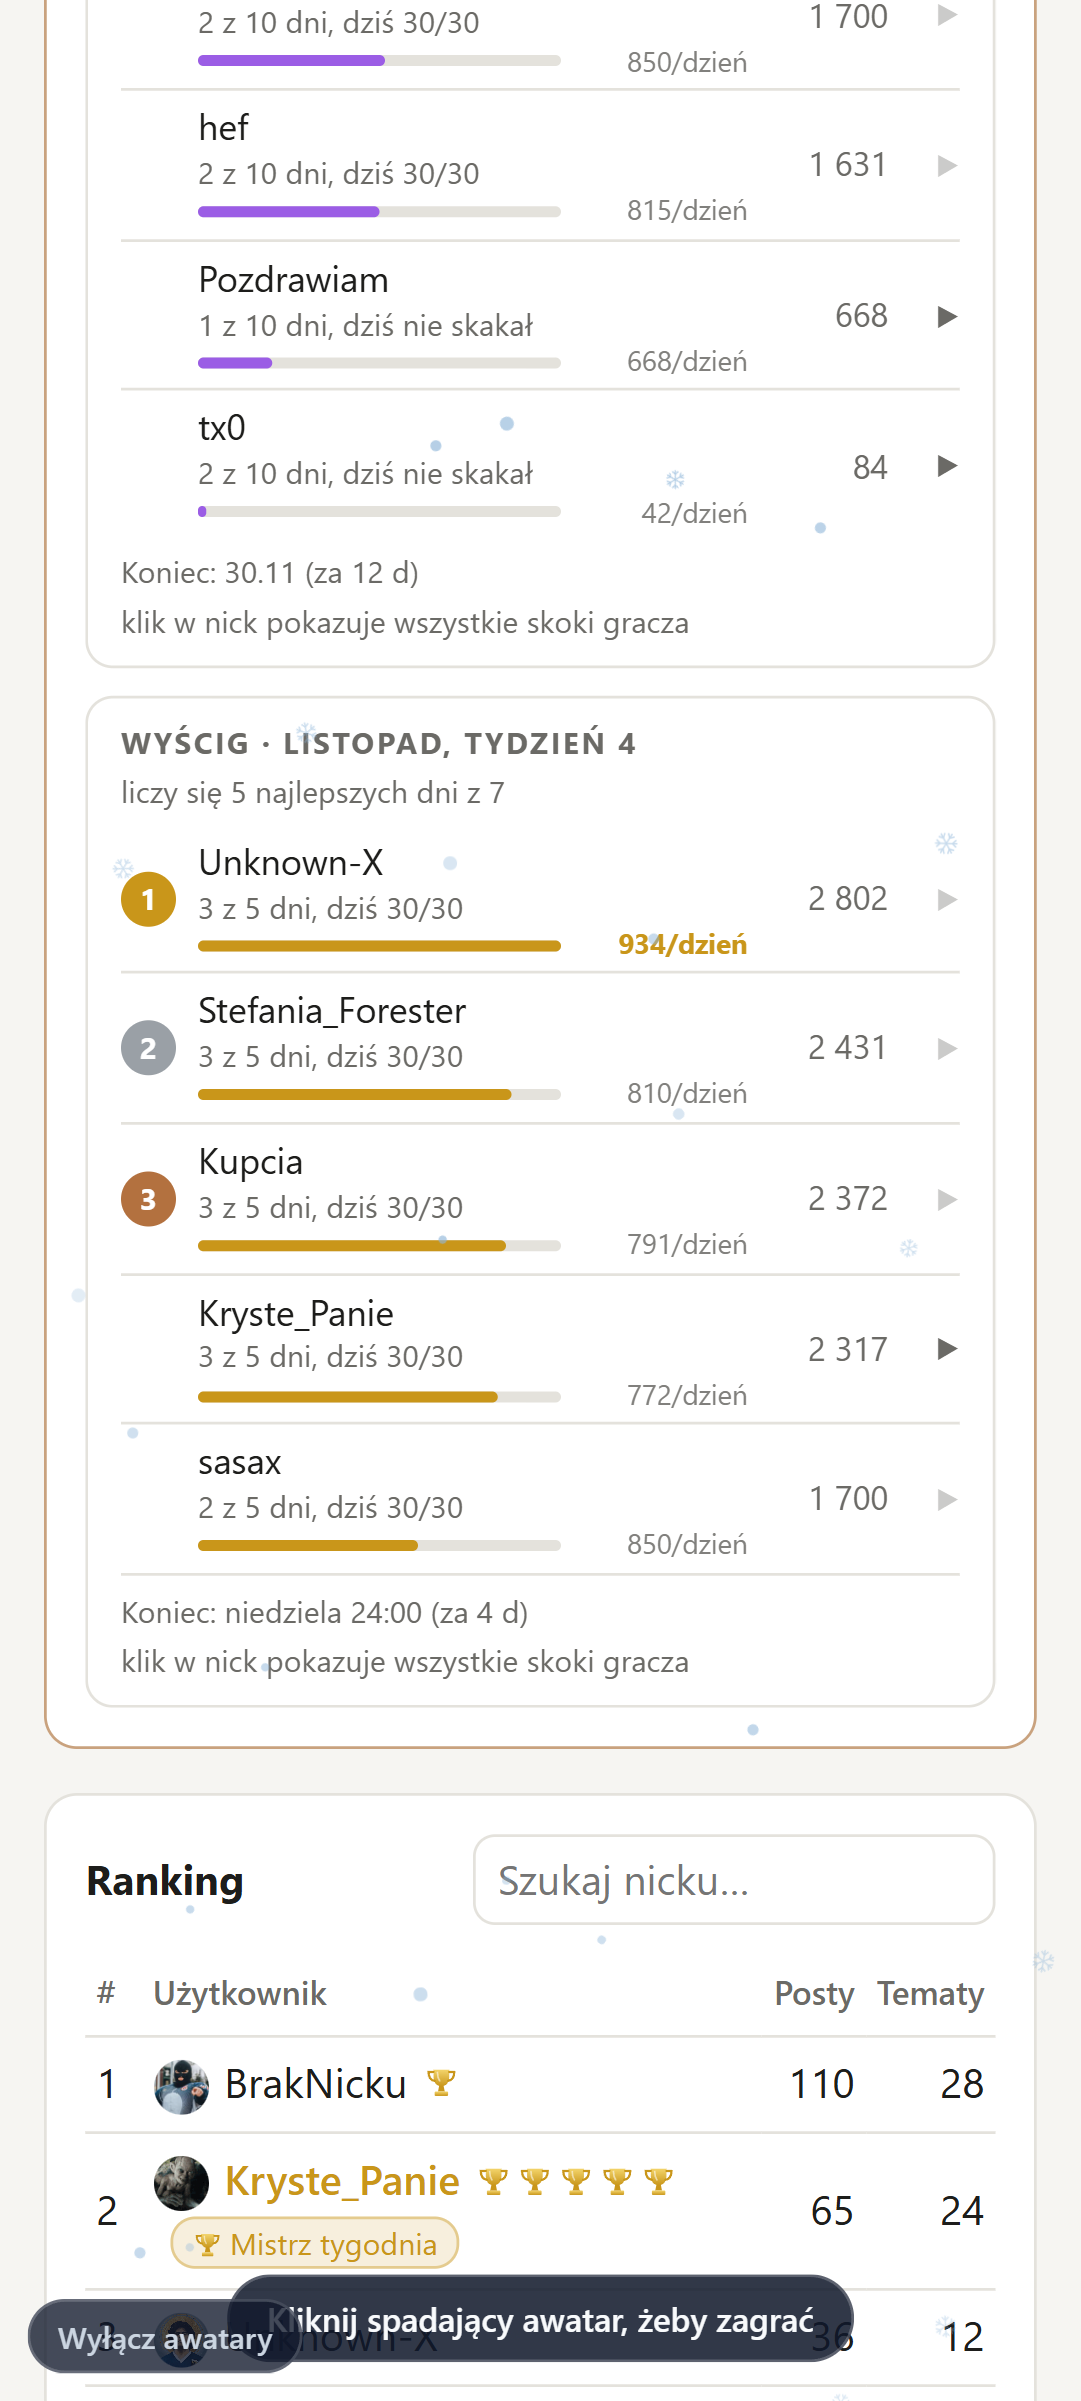 2 z 10 dni, dziś 30/30
1 700
850/dzień
hef
2 z 10 dni, dziś 30/30
1 631
815/dzień
Pozdrawiam
1 z 10 dni, dziś nie skakał
668
668/dzień
tx0
2 z 10 dni, dziś nie skakał
84
42/dzień
Koniec: 30.11 (za 12 d)
klik w nick pokazuje wszystkie skoki gracza
WYŚCIG · LISTOPAD, TYDZIEŃ 4
liczy się 5 najlepszych dni z 7
1
Unknown-X
3 z 5 dni, dziś 30/30
2 802
934/dzień
2
Stefania_Forester
3 z 5 dni, dziś 30/30
2 431
810/dzień
3
Kupcia
3 z 5 dni, dziś 30/30
2 372
791/dzień
Kryste_Panie
3 z 5 dni, dziś 30/30
2 317
772/dzień
sasax
2 z 5 dni, dziś 30/30
1 700
850/dzień
Koniec: niedziela 24:00 (za 4 d)
klik w nick pokazuje wszystkie skoki gracza
Ranking
Szukaj nicku...
# Użytkownik Posty Tematy
1 BrakNicku 110 28
2 Kryste_Panie 65 24
Mistrz tygodnia
Kliknij spadający awatar, żeby zagrać
Wyłącz awatary
3 Unknown-X 36 12